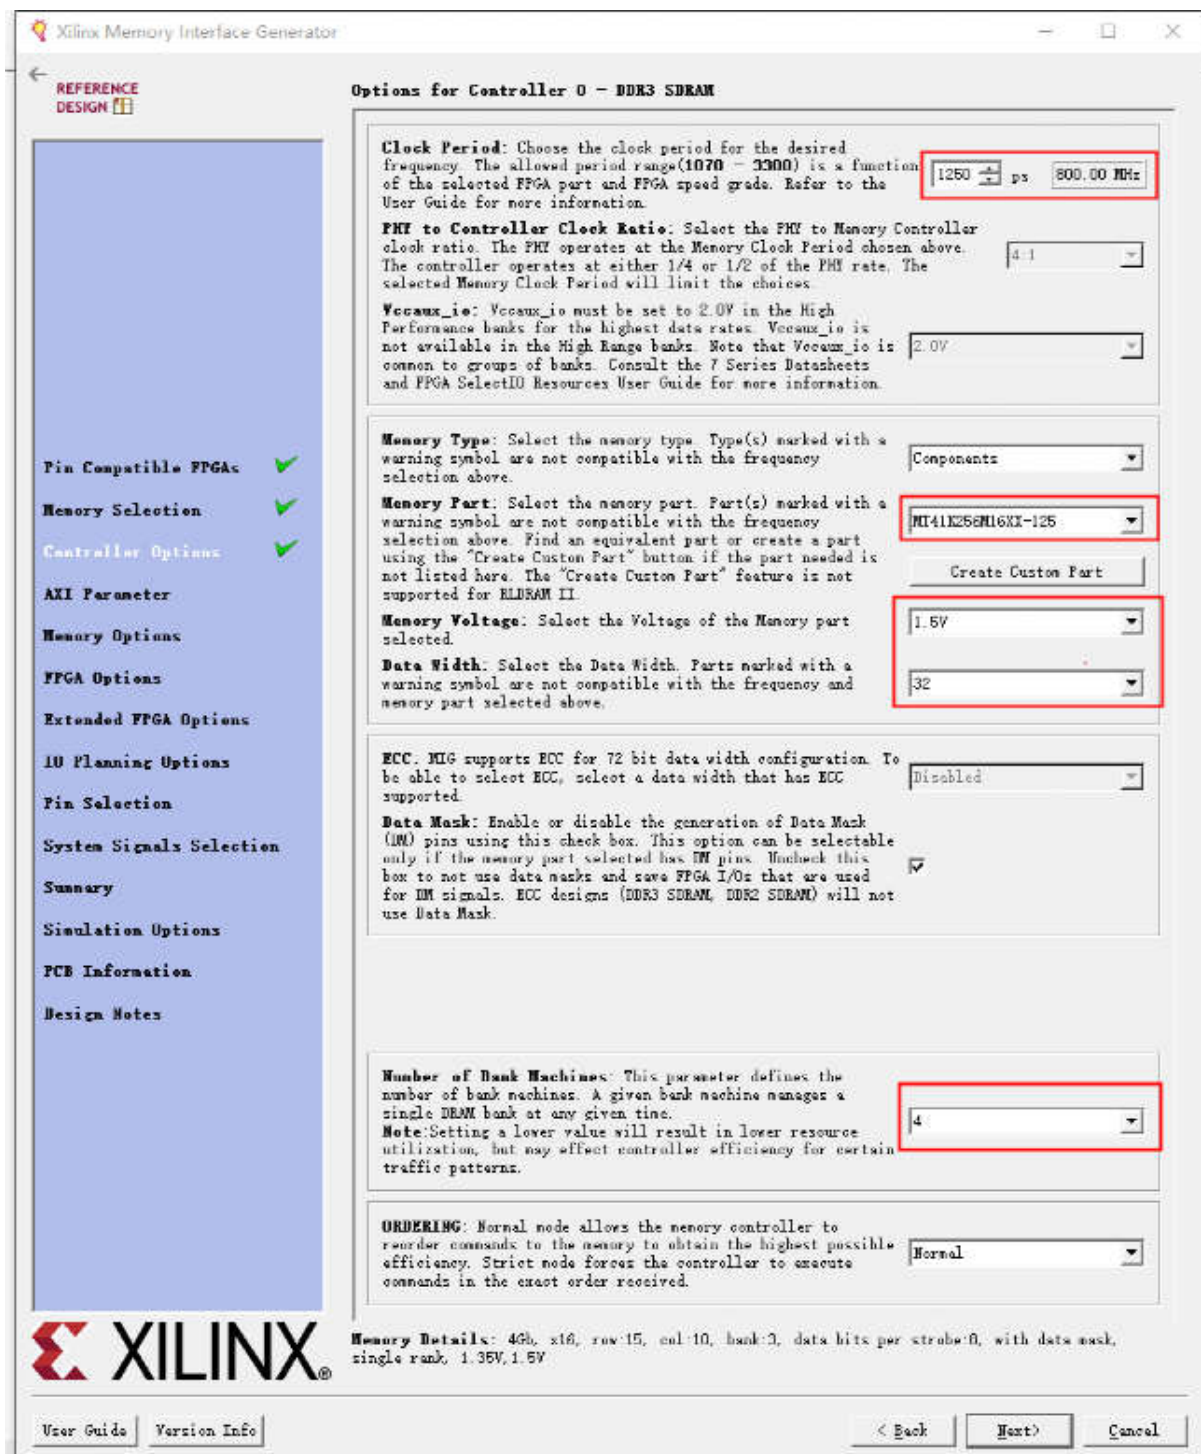 Xilinx Memory Interface Generator
REFERENCE
DESIGN
Options for Controller 0 - DDR3 SDRAM
Clock Period: Choose the clock period for the desired
frequency. The allowed period range(1070 - 3300) is a function
of the selected FPGA part and FPGA speed grade. Refer to the
User Guide for more information.
1250 ps 800.00 MHz
PHY to Controller Clock Ratio: Select the PHY to Memory Controller
clock ratio. The PHY operates at the Memory Clock Period chosen above.
The controller operates at either 1/4 or 1/2 of the PHY rate. The
selected Memory Clock Period will limit the choices.
4:1
Vccaux_io: Vccaux_io must be set to 2.0V in the High
Performance banks for the highest data rates. Vccaux_io is
not available in the High Range banks. Note that Vccaux_io is
common to groups of banks. Consult the 7 Series Datasheets
and FPGA SelectIO Resources User Guide for more information.
2.0V
Memory Type: Select the memory type. Type(s) marked with a
warning symbol are not compatible with the frequency
selection above.
Components
Memory Part: Select the memory part. Part(s) marked with a
warning symbol are not compatible with the frequency
selection above. Find an equivalent part or create a part
using the "Create Custom Part" button if the part needed is
not listed here. The "Create Custom Part" feature is not
supported for RLDRAM II.
MT41K256M16XX-125
Create Custom Part
Memory Voltage: Select the Voltage of the Memory part
selected.
1.5V
Data Width: Select the Data Width. Parts marked with a
warning symbol are not compatible with the frequency and
memory part selected above.
32
ECC: MIG supports ECC for 72 bit data width configuration. To
be able to select ECC, select a data width that has ECC
supported.
Disabled
Data Mask: Enable or disable the generation of Data Mask
(DM) pins using this check box. This option can be selectable
only if the memory part selected has DM pins. Uncheck this
box to not use data masks and save FPGA I/Os that are used
for DM signals. ECC designs (DDR3 SDRAM, DDR2 SDRAM) will not
use Data Mask.
Number of Bank Machines: This parameter defines the
number of bank machines. A given bank machine manages a
single DRAM bank at any given time.
Note:Setting a lower value will result in lower resource
utilization, but may effect controller efficiency for certain
traffic patterns.
4
ORDERING: Normal mode allows the memory controller to
reorder commands to the memory to obtain the highest possible
efficiency. Strict mode forces the controller to execute
commands in the exact order received.
Normal
Pin Compatible FPGAs
Memory Selection
Controller Options
AXI Parameter
Memory Options
FPGA Options
Extended FPGA Options
IO Planning Options
Pin Selection
System Signals Selection
Summary
Simulation Options
PCB Information
Design Notes
XILINX®
Memory Details: 4Gb, x16, row:15, col:10, bank:3, data bits per strobe:8, with data mask,
single rank, 1.35V,1.5V
User Guide Version Info < Back Next> Cancel